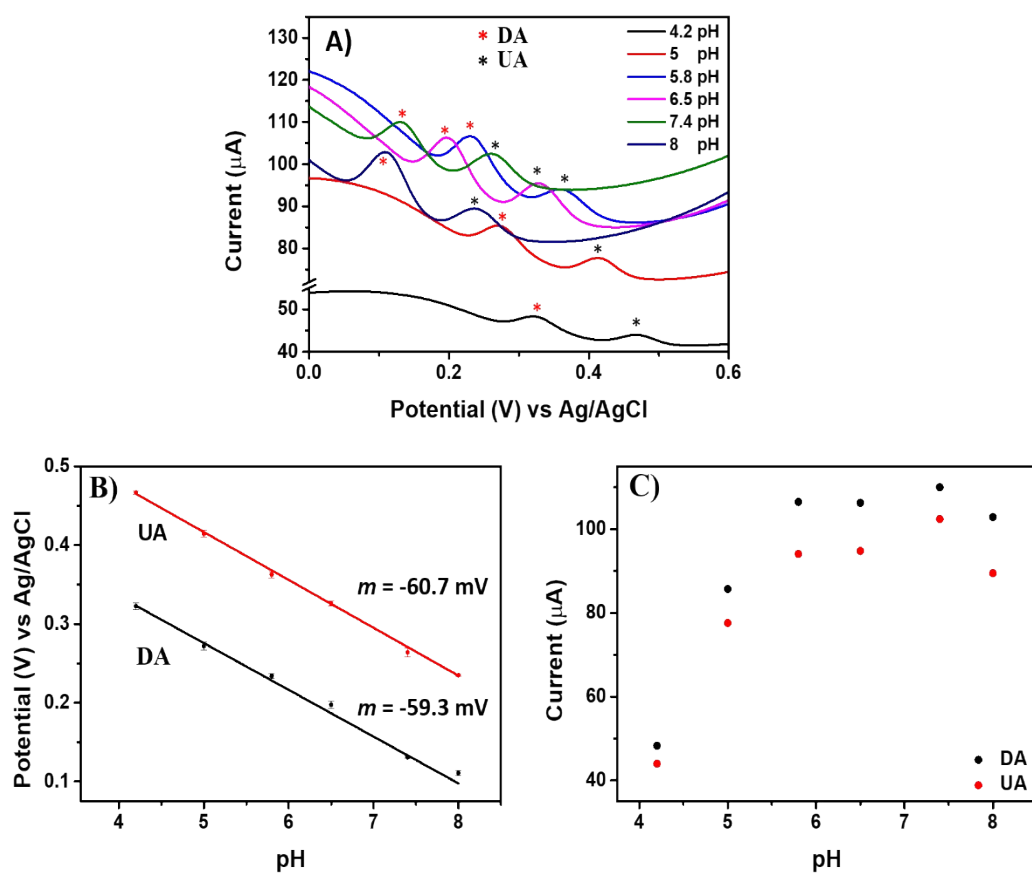 A)
* DA
* UA
4.2 pH
5 pH
5.8 pH
6.5 pH
7.4 pH
8 pH
130
120
110
100
90
80
50
40
Current (μA)
0.0 0.2 0.4 0.6
Potential (V) vs Ag/AgCl
B)
UA
DA
m = -60.7 mV
m = -59.3 mV
0.5
0.4
0.3
0.2
0.1
Potential (V) vs Ag/AgCl
4 5 6 7 8
pH
C)
100
80
60
40
Current (μA)
DA
UA
4 5 6 7 8
pH